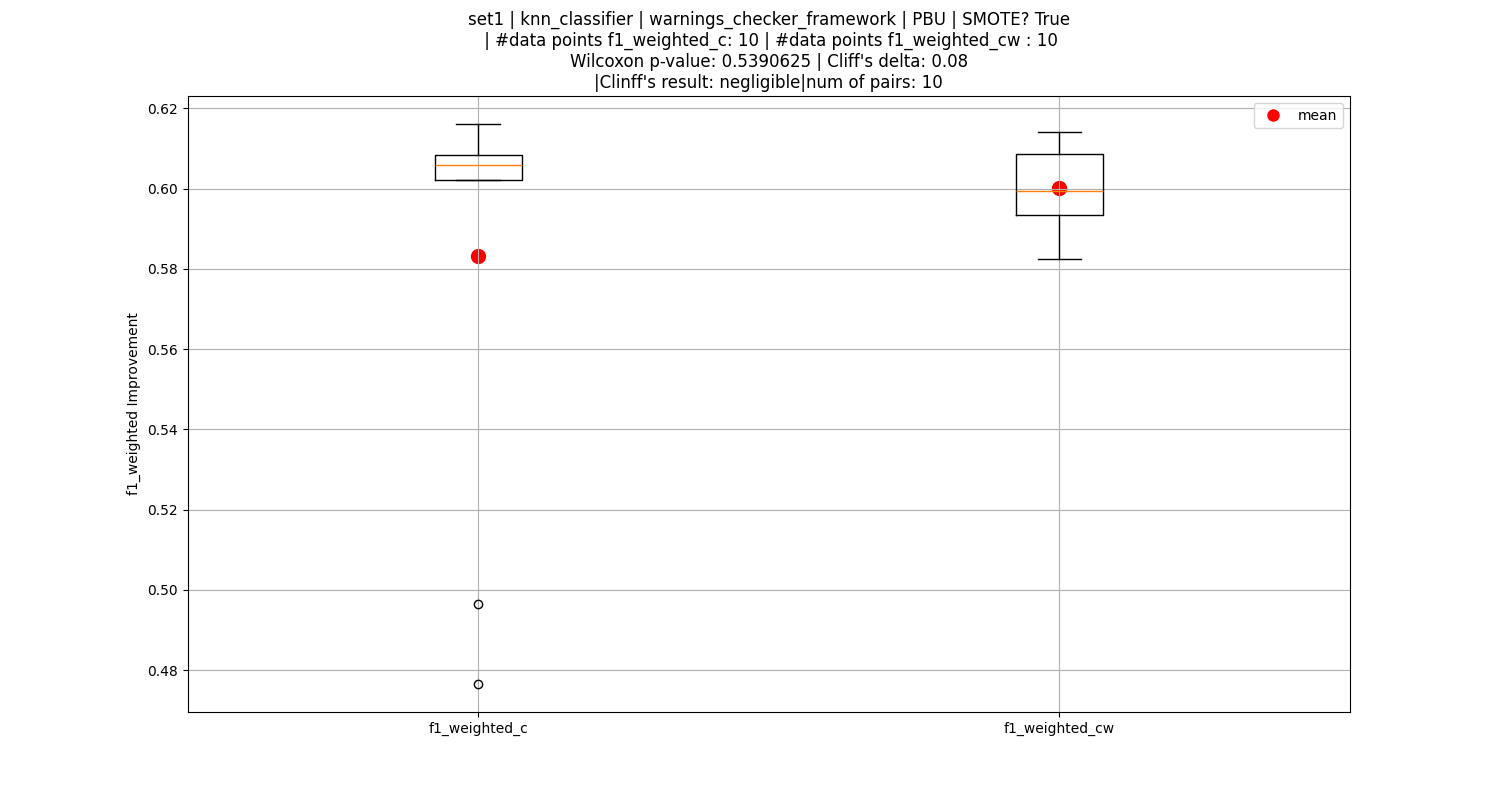 set1 | knn_classifier | warnings_checker_framework | PBU | SMOTE? True
| #data points f1_weighted_c: 10 | #data points f1_weighted_cw : 10
Wilcoxon p-value: 0.5390625 | Cliff's delta: 0.08
|Clinff's result: negligible|num of pairs: 10
mean
0.62
0.60
0.58
0.56
0.54
0.52
0.50
0.48
f1_weighted Improvement
f1_weighted_c
f1_weighted_cw